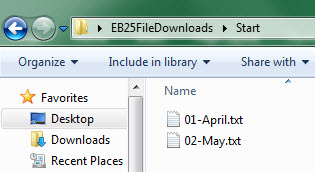 EB25FileDownloads ▸ Start
Organize Include in library Share with
Favorites
Desktop
Downloads
Recent Places
Name
01-April.txt
02-May.txt